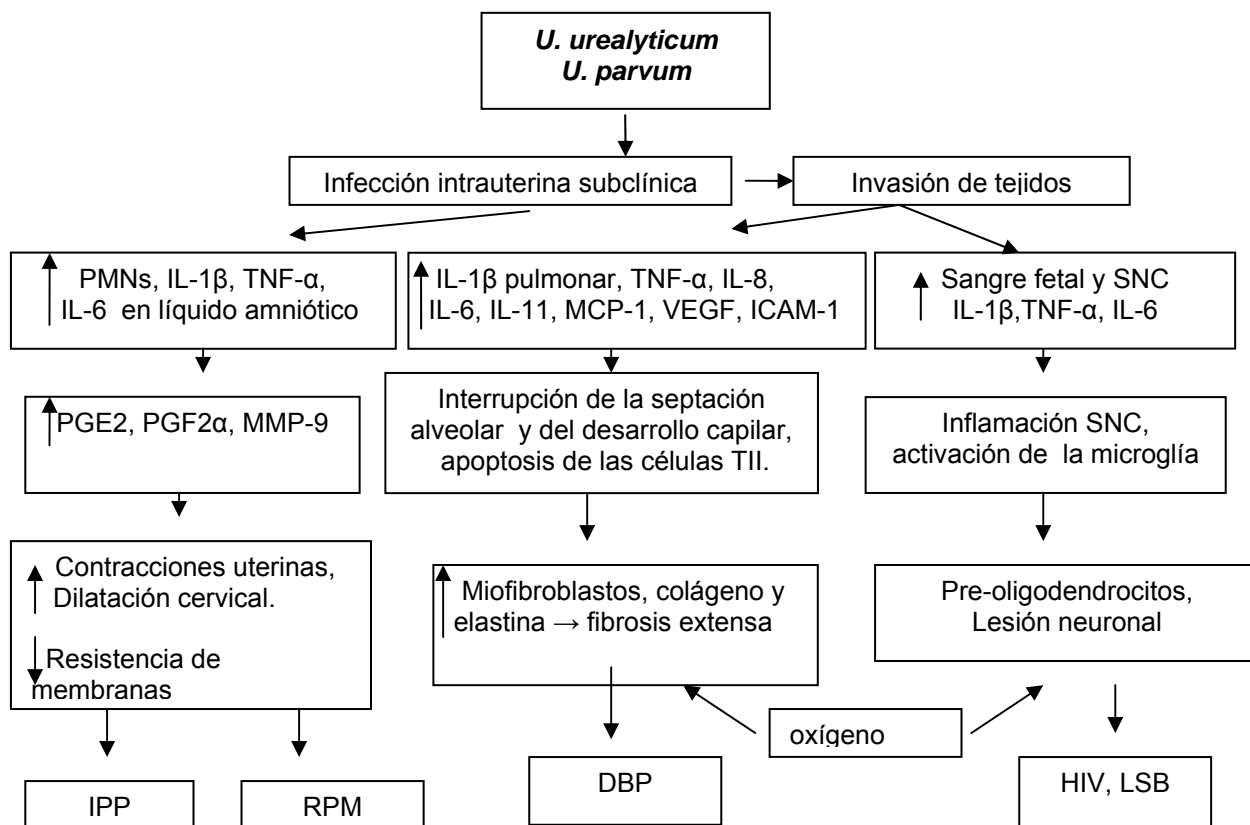 U. urealyticum
U. parvum
Infección intrauterina subclínica
Invasión de tejidos
PMNs, IL-1β, TNF-α,
IL-6 en líquido amniótico
IL-1β pulmonar, TNF-α, IL-8,
IL-6, IL-11, MCP-1, VEGF, ICAM-1
Sangre fetal y SNC
IL-1β,TNF-α, IL-6
PGE2, PGF2α, MMP-9
Interrupción de la septación
alveolar y del desarrollo capilar,
apoptosis de las células TII.
Inflamación SNC,
activación de la microglía
Contracciones uterinas,
Dilatación cervical.
Resistencia de
membranas
Miofibroblastos, colágeno y
elastina → fibrosis extensa
Pre-oligodendrocitos,
Lesión neuronal
oxígeno
IPP
RPM
DBP
HIV, LSB